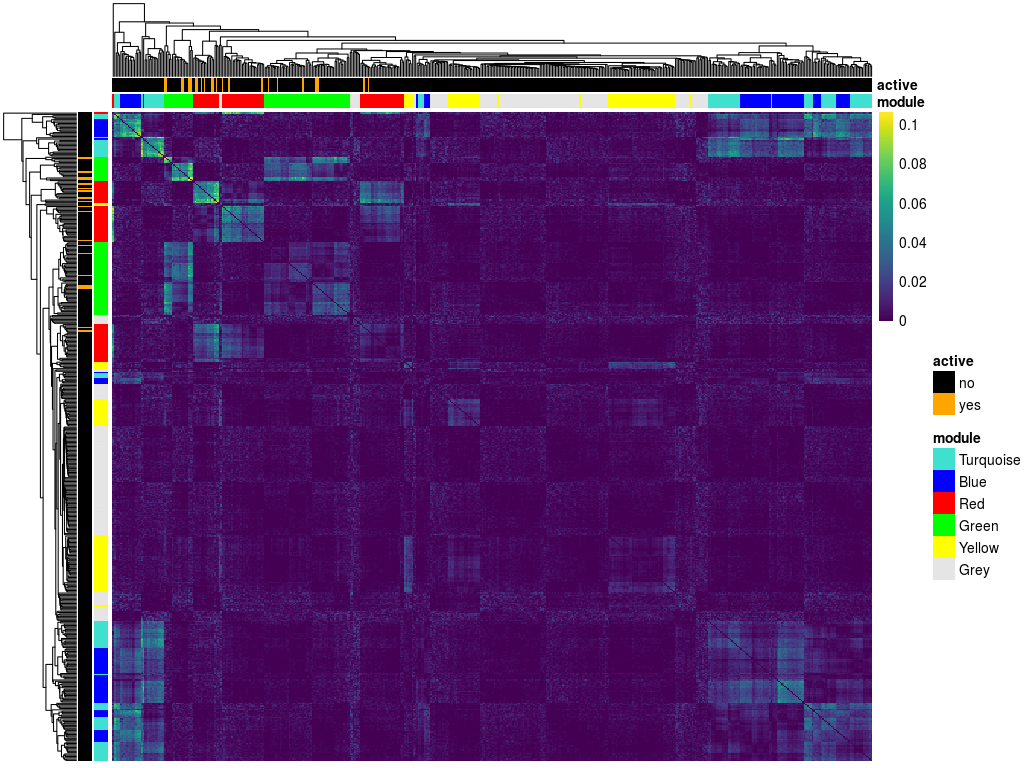 active
module
0.1
0.08
0.06
0.04
0.02
0
active
no
yes
module
Turquoise
Blue
Red
Green
Yellow
Grey